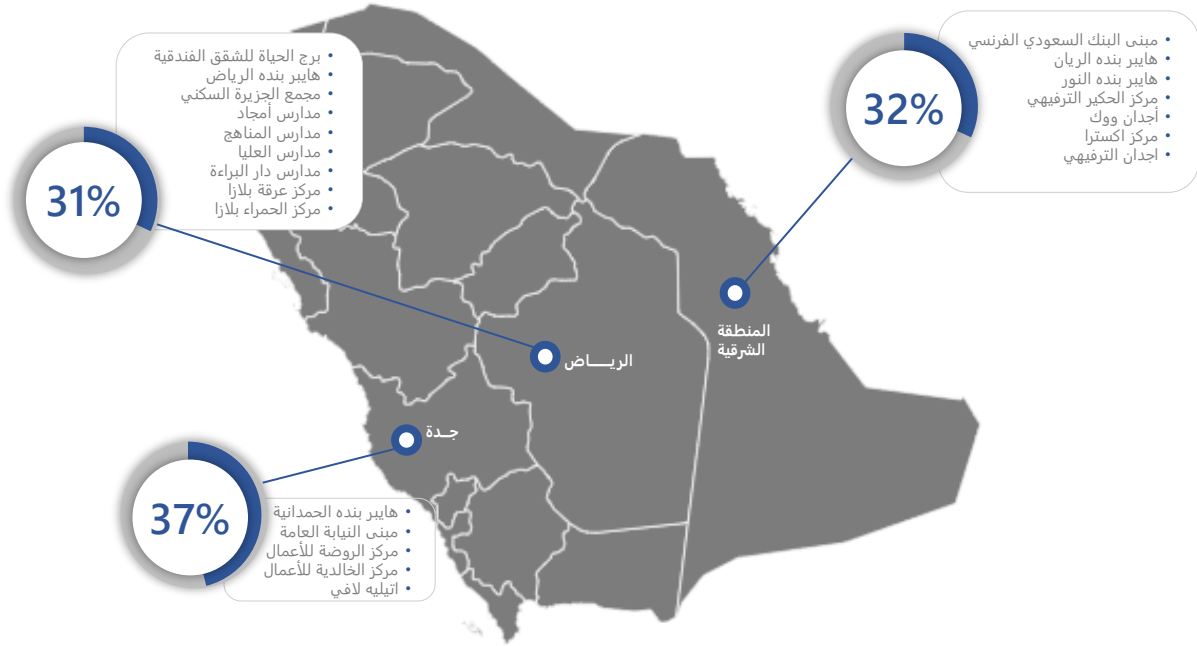 مبنى البنك السعودي الفرنسي
هايبر بنده الريان
هايبر بنده النور
مركز الحكير الترفيهي
أجدان ووك
مركز اكسترا
اجدان الترفيهي
32%
برج الحياة للشقق الفندقية
هايبر بنده الرياض
مجمع الجزيرة السكني
مدارس أمجاد
مدارس المناهج
مدارس العليا
مدارس دار البراءة
مركز عرقة بلازا
مركز الحمراء بلازا
31%
المنطقة
الشرقية
الريـــاض
جـدة
37%
هايبر بنده الحمدانية
مبنى النيابة العامة
مركز الروضة للأعمال
مركز الخالدية للأعمال
اتيليه لافي